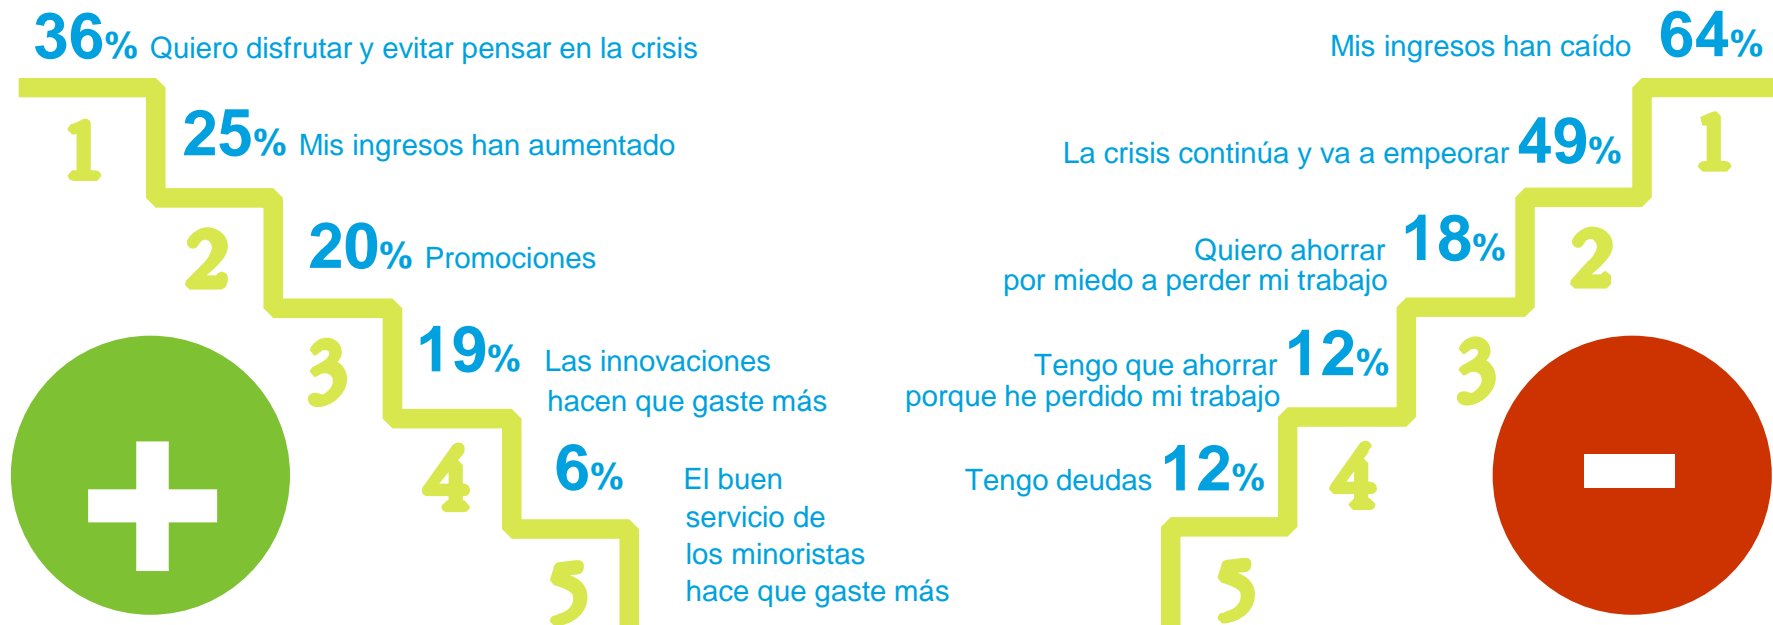 36% Quiero disfrutar y evitar pensar en la crisis
1
25% Mis ingresos han aumentado
2
20% Promociones
3
19% Las innovaciones
hacen que gaste más
4
6% El buen
servicio de
los minoristas
hace que gaste más
5
Mis ingresos han caído 64%
1
La crisis continúa y va a empeorar 49%
2
Quiero ahorrar 18%
por miedo a perder mi trabajo
3
Tengo que ahorrar 12%
porque he perdido mi trabajo
4
Tengo deudas 12%
5